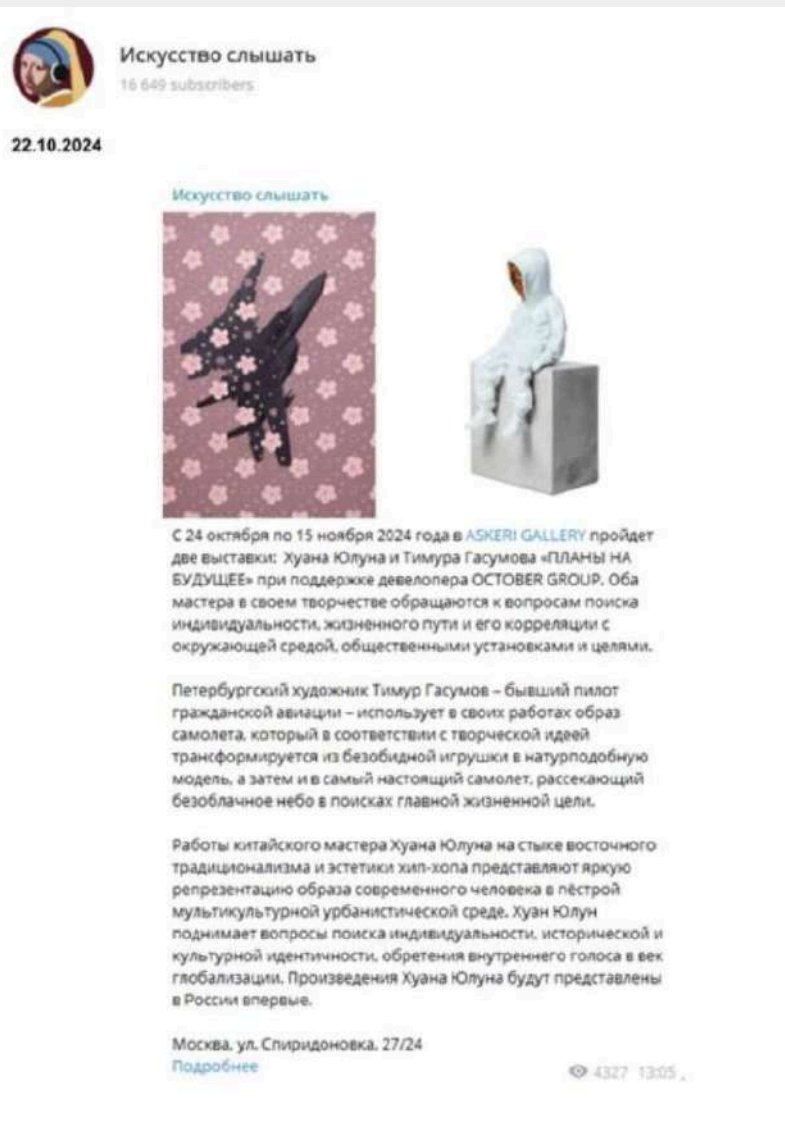 Искусство слышать
16 649 subscribers
22.10.2024
Искусство слышать
С 24 октября по 15 ноября 2024 года в ASKERI GALLERY пройдет
две выставки: Хуана Юлуна и Тимура Гасумова «ПЛАНЫ НА
БУДУЩЕЕ» при поддержке девелопера OCTOBER GROUP. Оба
мастера в своем творчестве обращаются к вопросам поиска
индивидуальности, жизненного пути и его корреляции с
окружающей средой, общественными установками и целями.
Петербургский художник Тимур Гасумов – бывший пилот
гражданской авиации – использует в своих работах образ
самолета, который в соответствии с творческой идеей
трансформируется из безобидной игрушки в натурподобную
модель, а затем и в самый настоящий самолет, рассекающий
безоблачное небо в поисках главной жизненной цели.
Работы китайского мастера Хуана Юлуна на стыке восточного
традиционализма и эстетики хип-хопа представляют яркую
репрезентацию образа современного человека в пёстрой
мультикультурной урбанистической среде. Хуан Юлун
поднимает вопросы поиска индивидуальности, исторической и
культурной идентичности, обретения внутреннего голоса в век
глобализации. Произведения Хуана Юлуна будут представлены
в России впервые.
Москва, ул. Спиридоновка, 27/24
Подробнее
4327 13:05